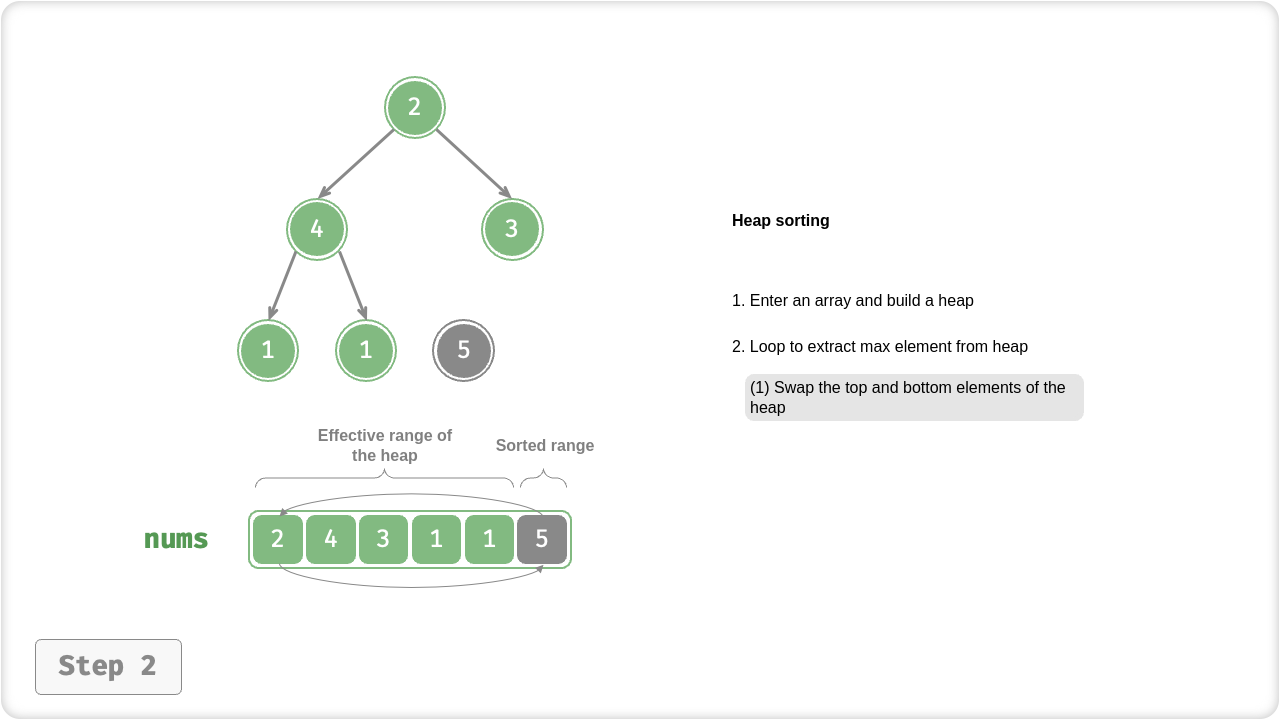 2
4
3
1
1
5
Heap sorting
1. Enter an array and build a heap
2. Loop to extract max element from heap
(1) Swap the top and bottom elements of the
heap
Effective range of
the heap
Sorted range
nums
2 4 3 1 1 5
Step 2